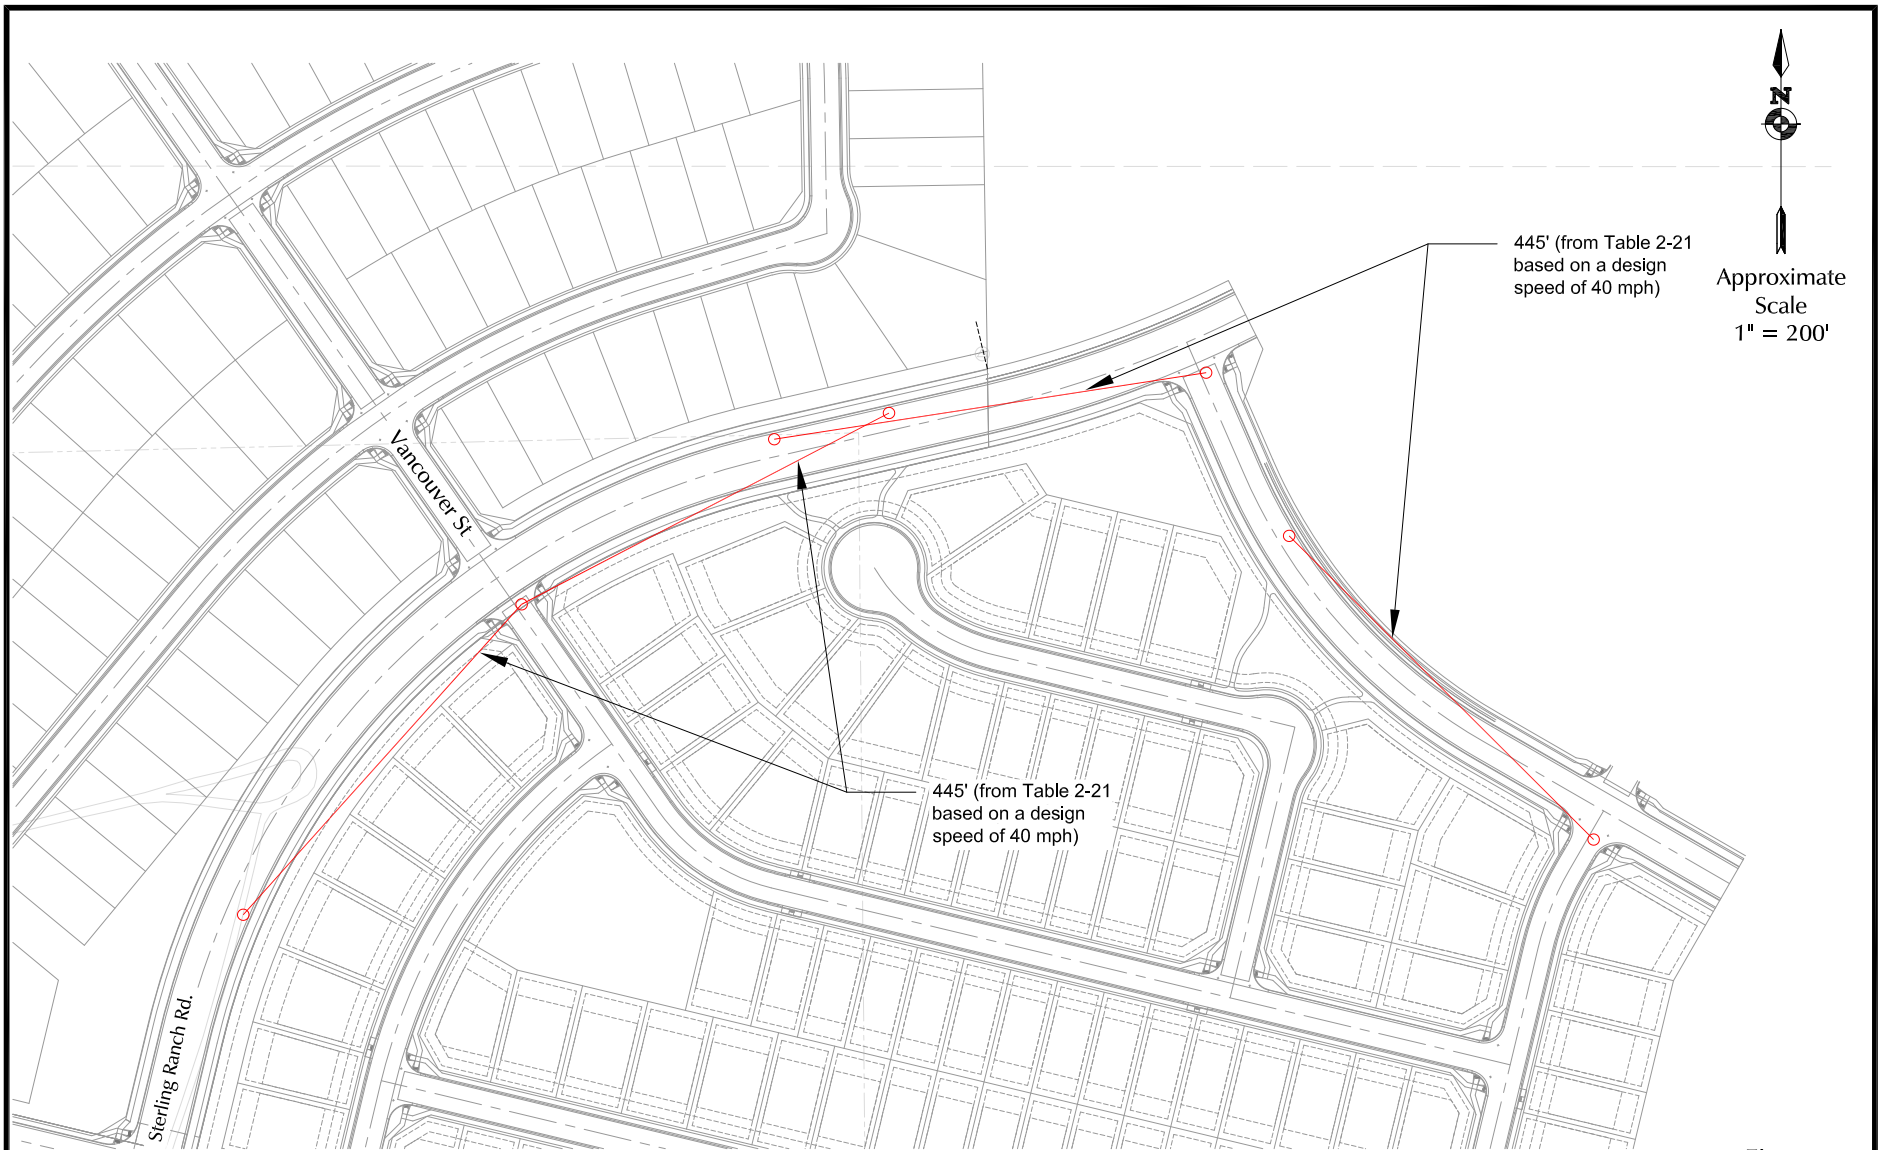 N
Approximate
Scale
1" = 200'
445' (from Table 2-21
based on a design
speed of 40 mph)
Vancouver St
445' (from Table 2-21
based on a design
speed of 40 mph)
Sterling Ranch Rd.